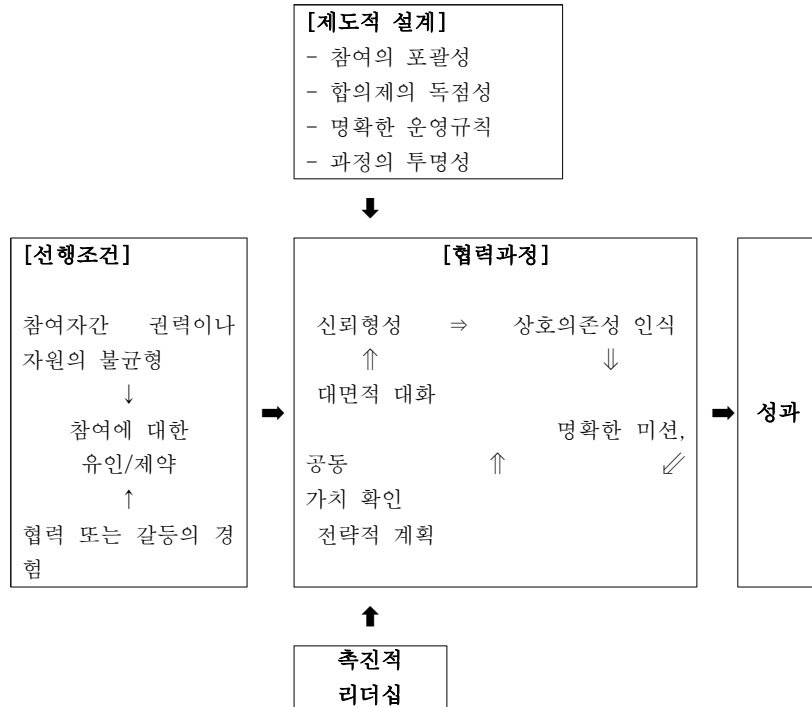 [제도적 설계]
- 참여의 포괄성
- 합의제의 독점성
- 명확한 운영규칙
- 과정의 투명성
⬇
[선행조건]
참여자간 권력이나
자원의 불균형
↓
참여에 대한
유인/제약
↑
협력 또는 갈등의 경
험
➡
[협력과정]
신뢰형성 ⇒ 상호의존성 인식
⇑ ⇓
대면적 대화
명확한 미션,
공동 ⇑ ⇙
가치 확인
전략적 계획
➡
성과
⬆
촉진적
리더십